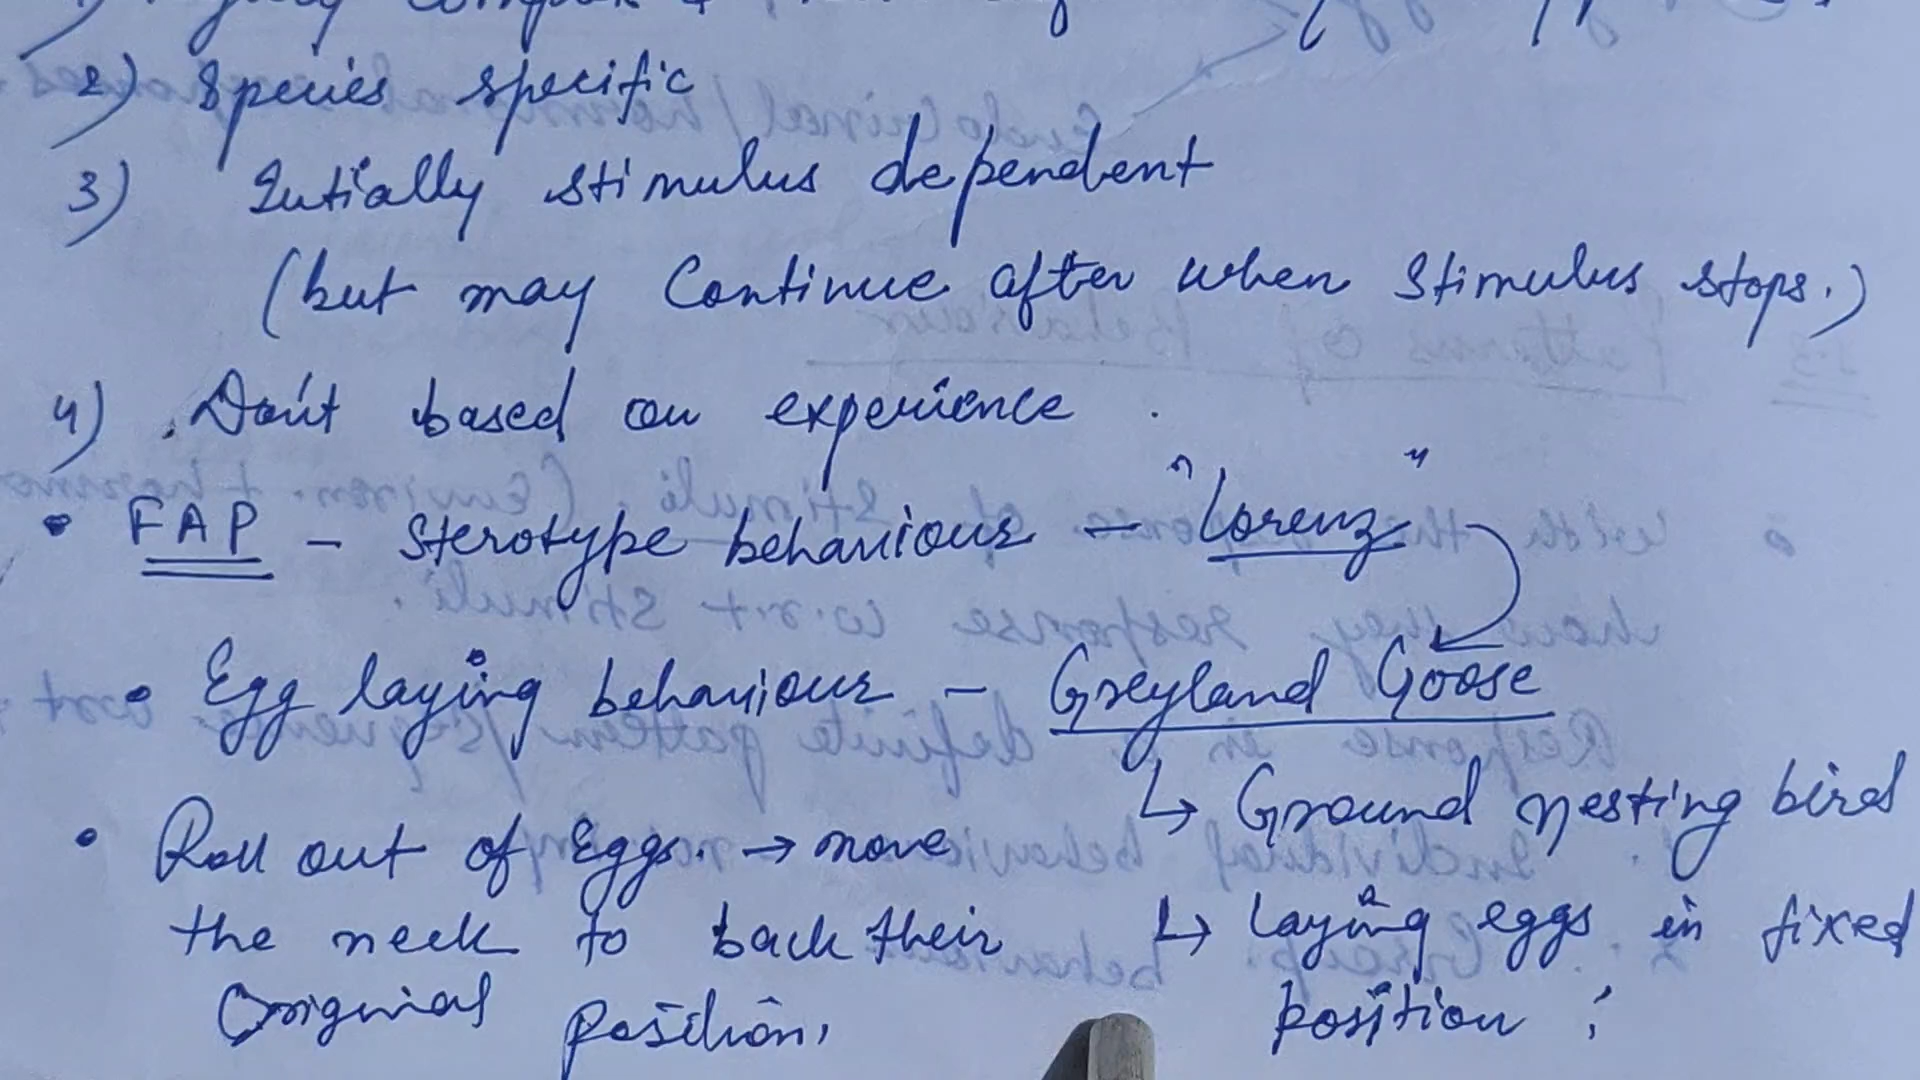 2) Species specific
3) Intially stimulus dependent
(but may Continue after when stimulus stops.)
4) Don't based on experience.
• FAP - Sterotype behaviour - "Lorenz"
• Egg laying behaviour - Greyland Goose
↳ Ground nesting bird
↳ laying eggs in fixed
position :
• Roll out of Eggs. → move
the neck to back their
Original position.